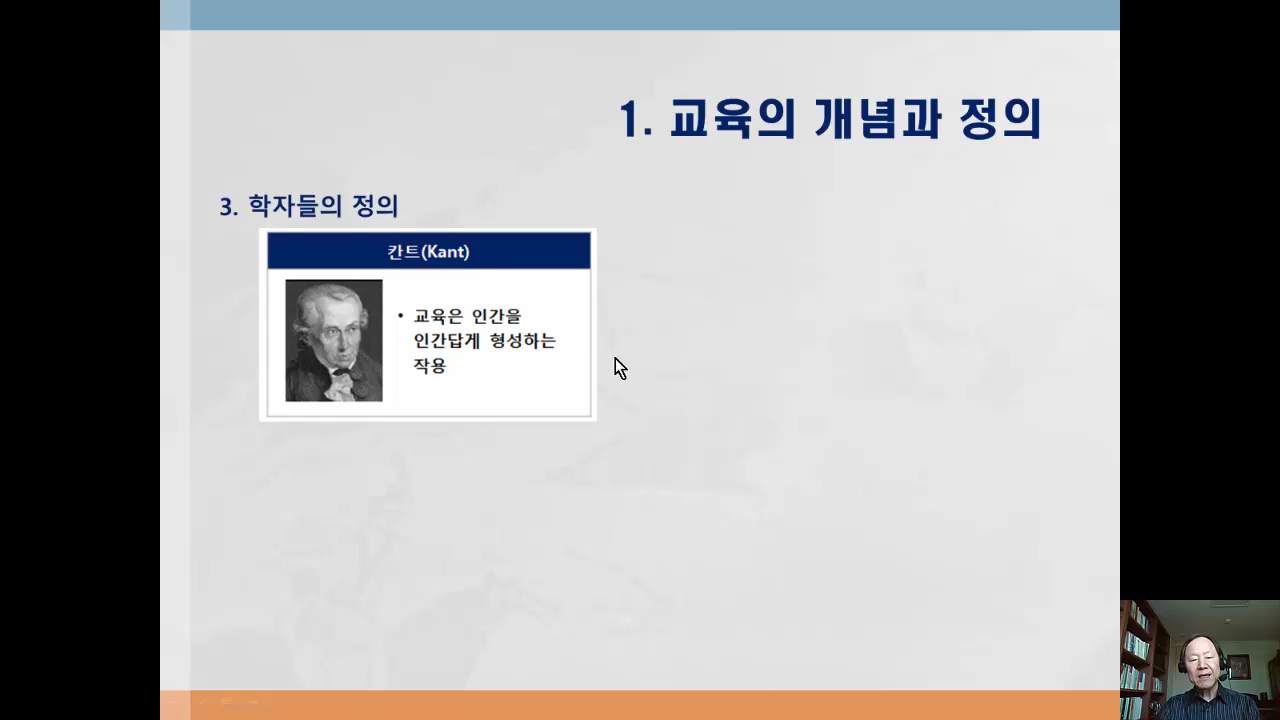 1. 교육의 개념과 정의
3. 학자들의 정의
칸트(Kant)
• 교육은 인간을
인간답게 형성하는
작용